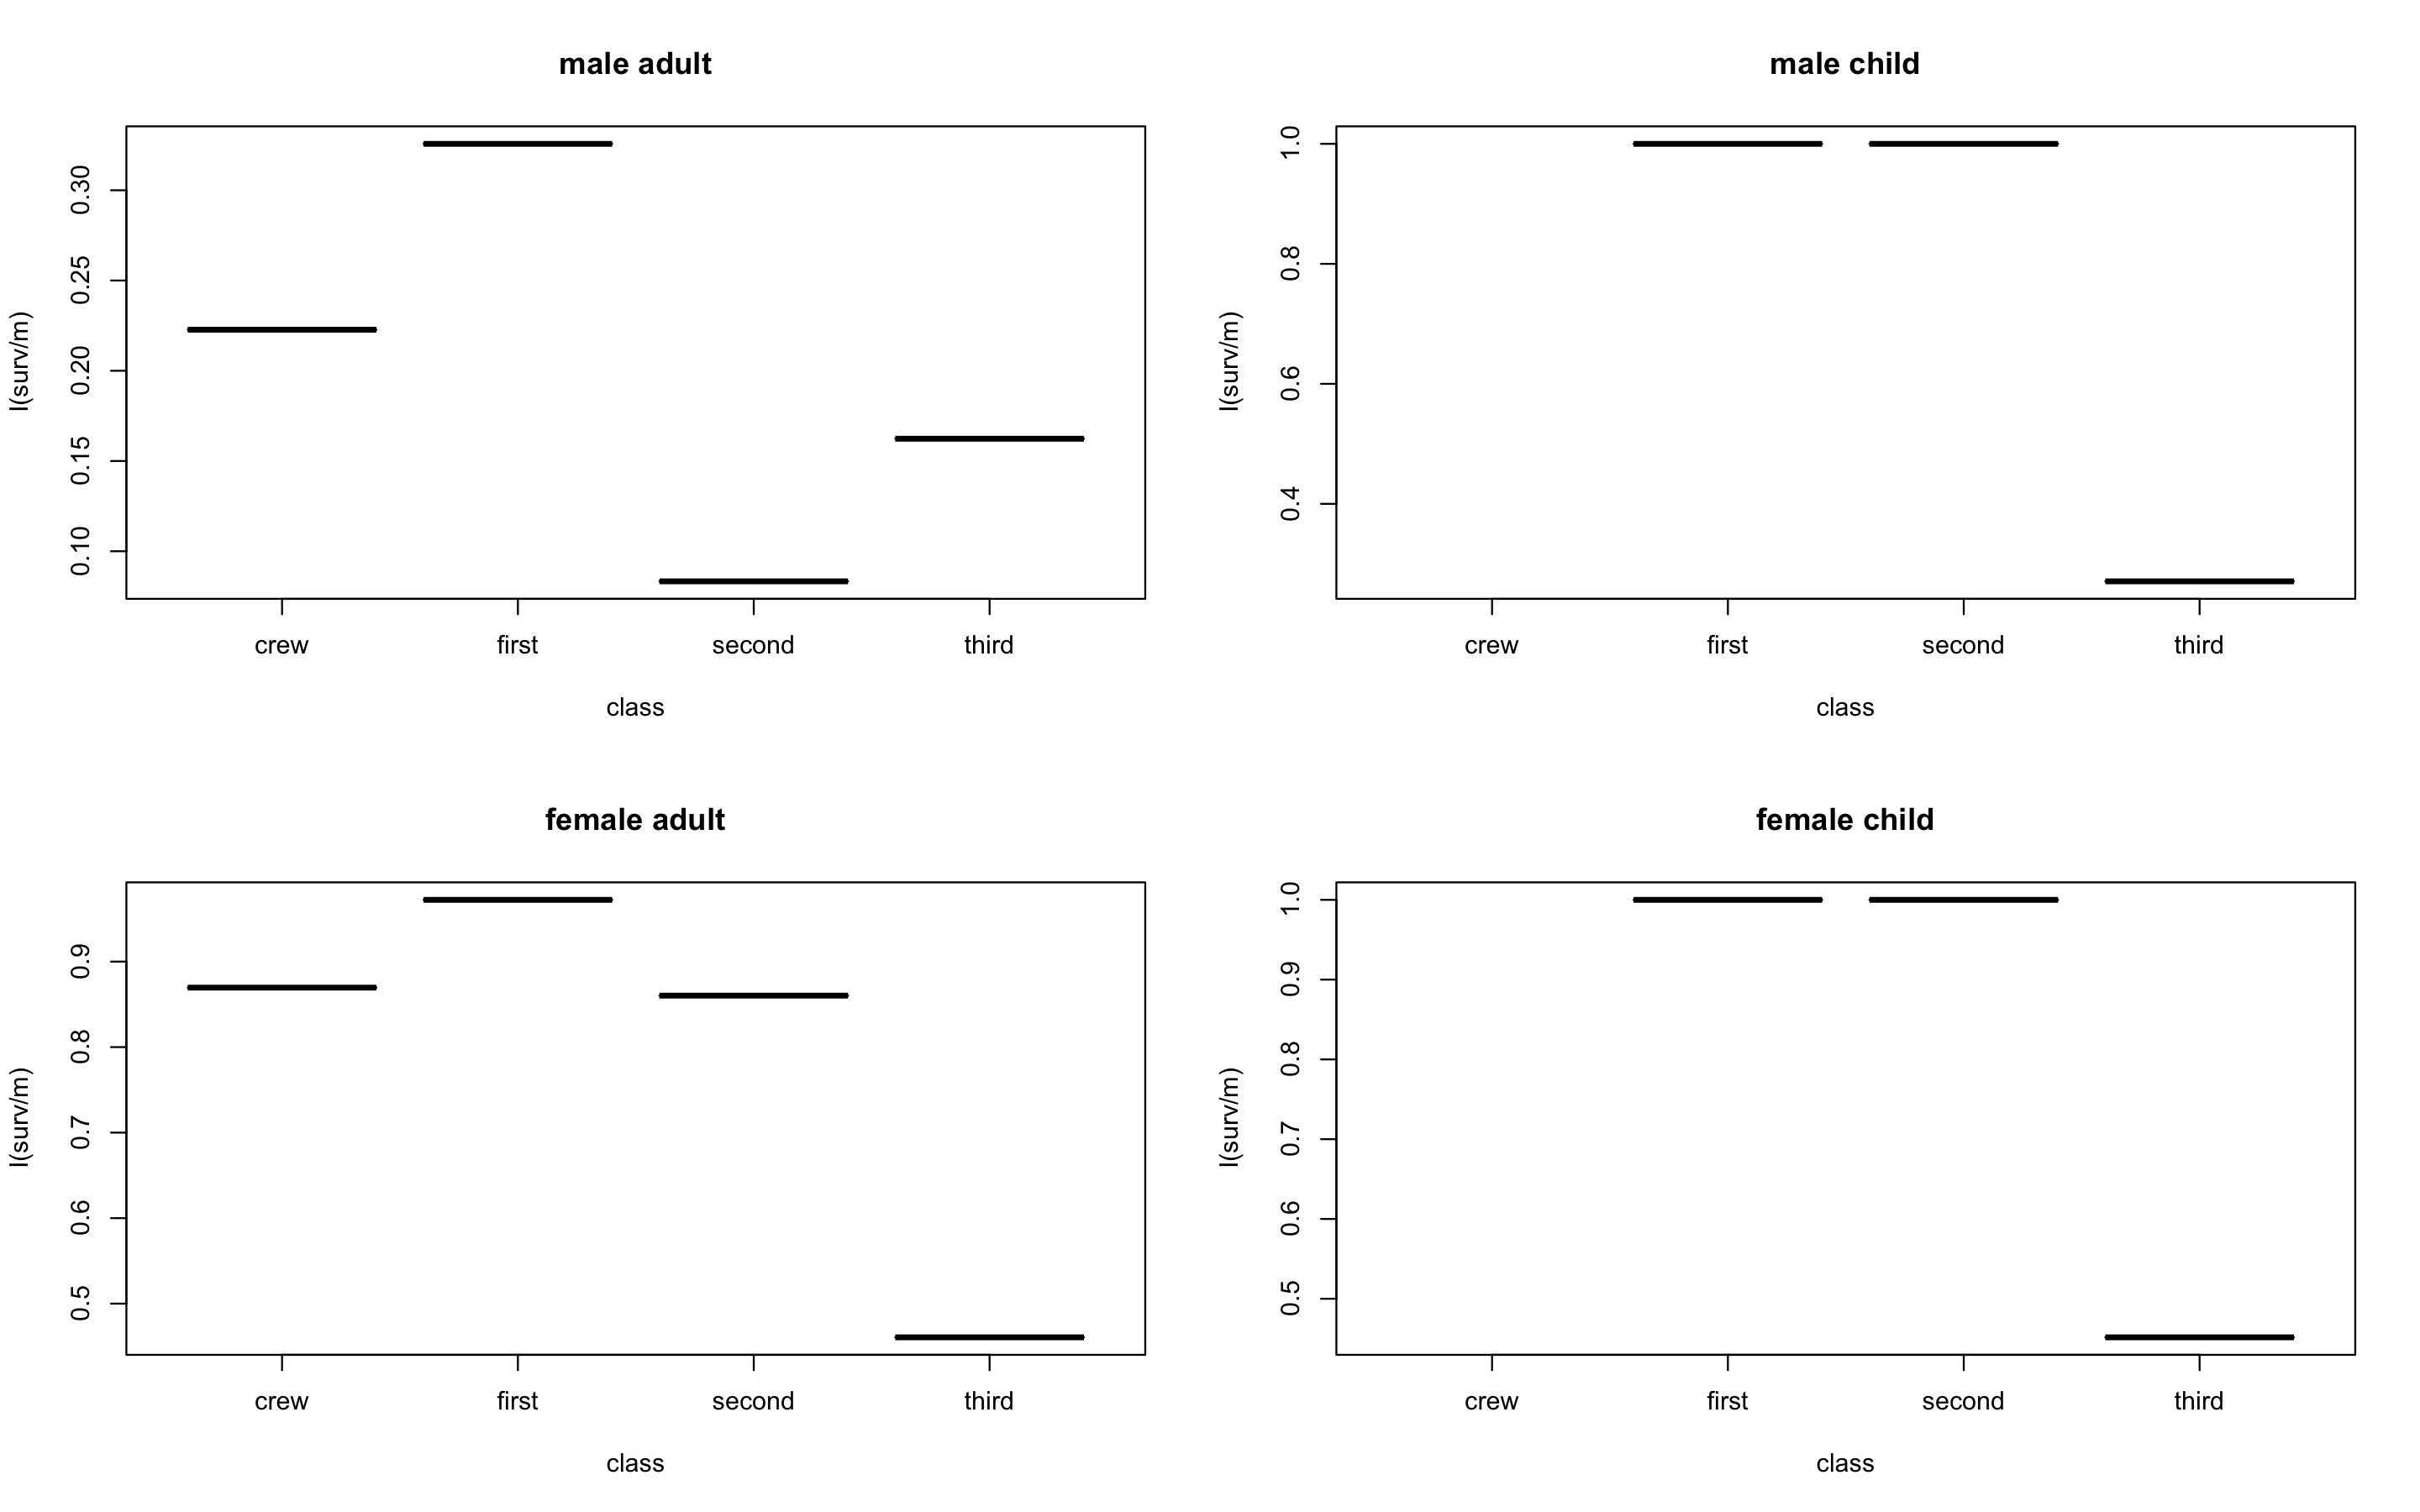 male adult
I(surv/m)
0.30
0.25
0.20
0.15
0.10
crew first second third
class
male child
I(surv/m)
1.0
0.8
0.6
0.4
crew first second third
class
female adult
I(surv/m)
0.9
0.8
0.7
0.6
0.5
crew first second third
class
female child
I(surv/m)
1.0
0.9
0.8
0.7
0.6
0.5
crew first second third
class